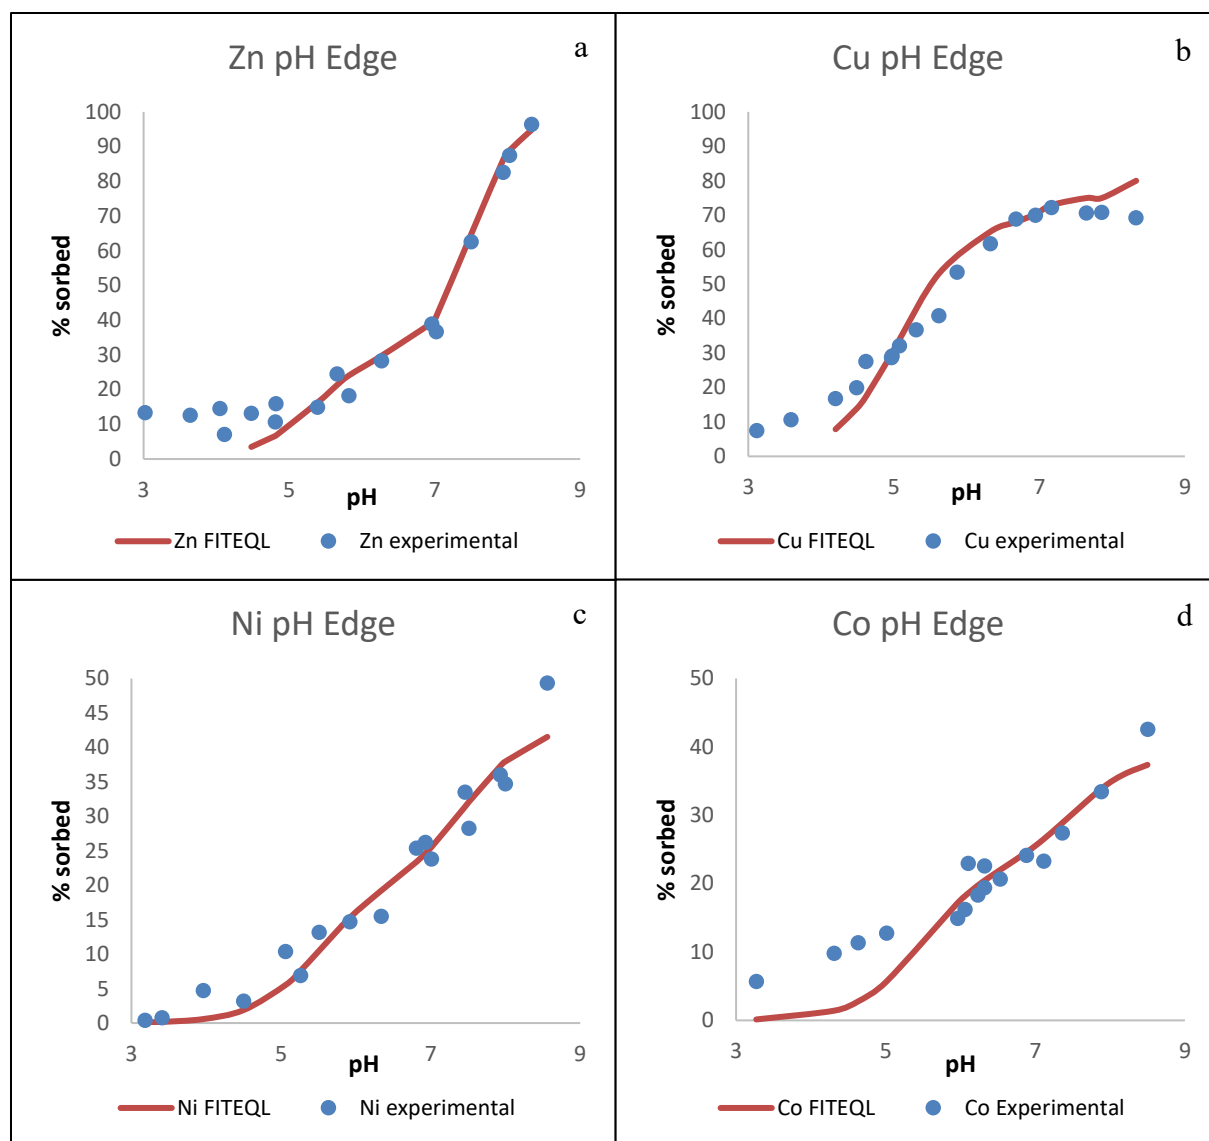 Zn pH Edge
a
100
90
80
70
60
50
40
30
20
10
0
% sorbed
3 5 7 9
pH
Zn FITEQL Zn experimental
Cu pH Edge
b
100
90
80
70
60
50
40
30
20
10
0
% sorbed
3 5 7 9
pH
Cu FITEQL Cu experimental
Ni pH Edge
c
50
45
40
35
30
25
20
15
10
5
0
% sorbed
3 5 7 9
pH
Ni FITEQL Ni experimental
Co pH Edge
d
50
40
30
20
10
0
% sorbed
3 5 7 9
pH
Co FITEQL Co Experimental